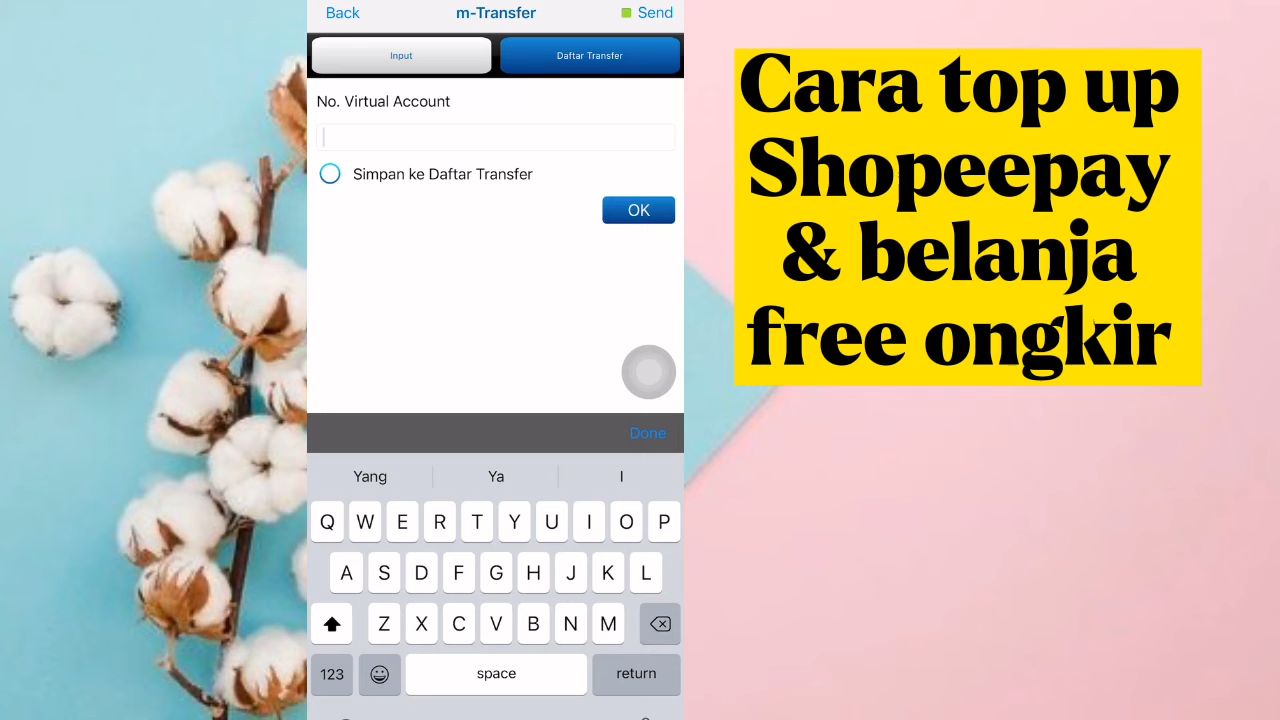 Back m-Transfer Send
Input Daftar Transfer
No. Virtual Account
Simpan ke Daftar Transfer
OK
Done
Yang Ya I
Q W E R T Y U I O P
A S D F G H J K L
Z X C V B N M
123 space return
Cara top up
Shopeepay
& belanja
free ongkir